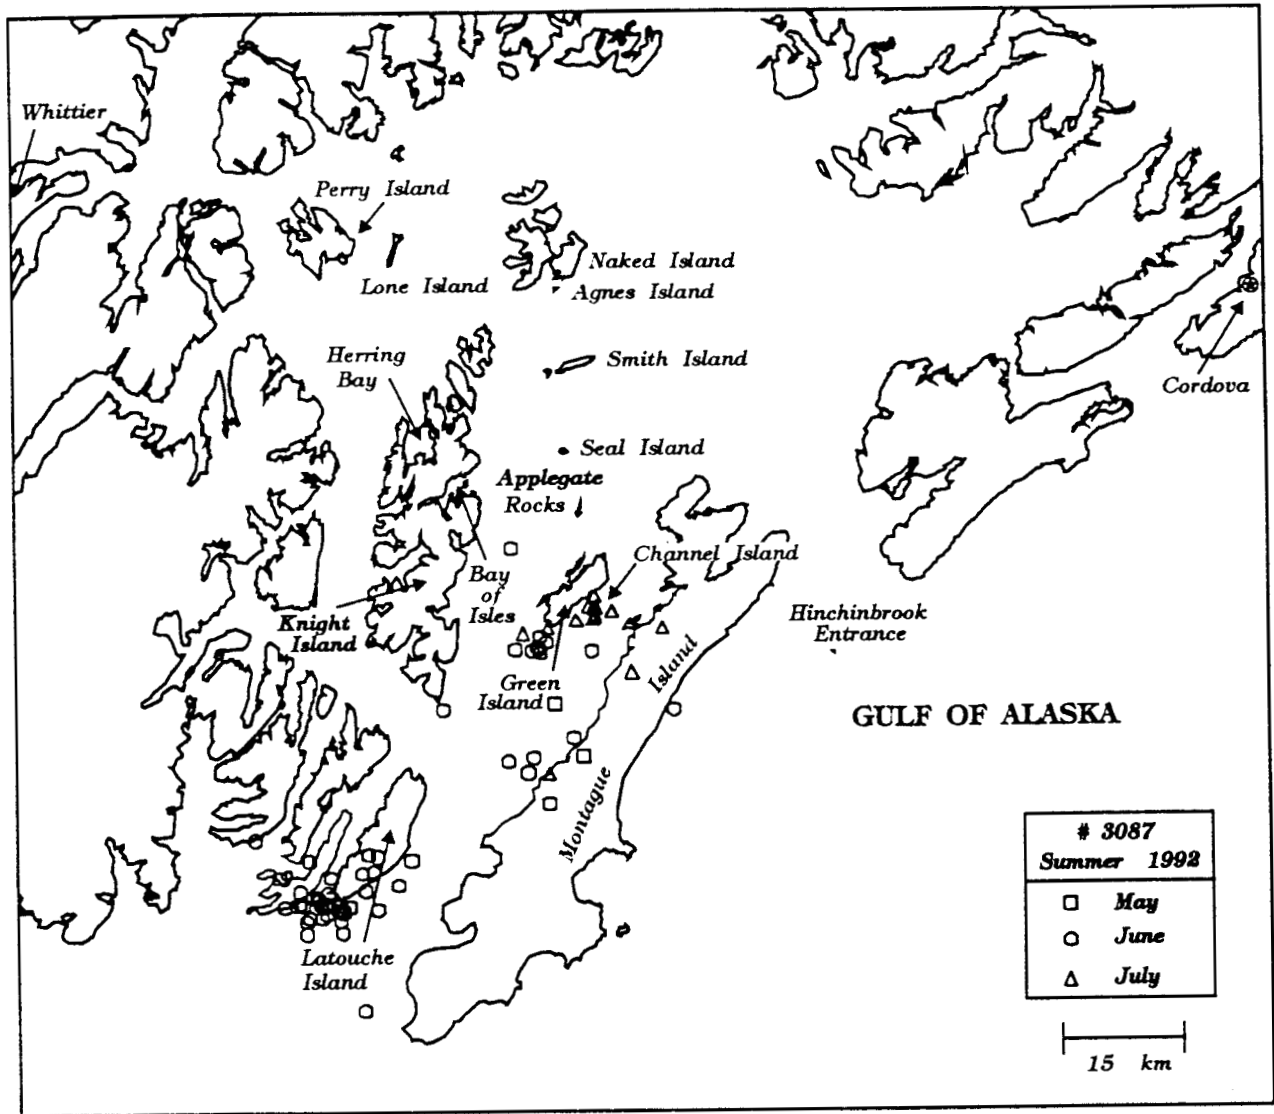 Whittier
Perry Island
Lone Island
Naked Island
Agnes Island
Herring
Bay
Smith Island
Cordova
Seal Island
Applegate
Rocks
Channel Island
Bay
of
Isles
Knight
Island
Hinchinbrook
Entrance
Green
Island
Montague Island
GULF OF ALASKA
Latouche
Island
# 3087
Summer 1992
May
June
July
15 km